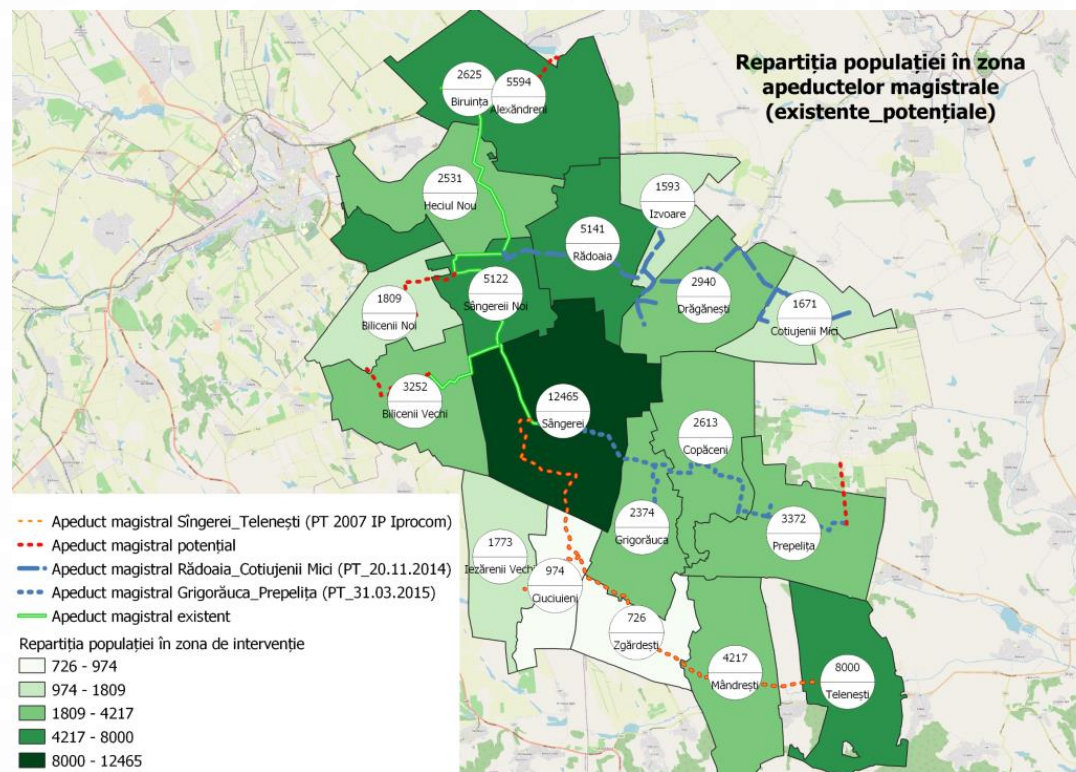 Repartiția populației în zona
apeductelor magistrale
(existente_potențiale)
2625
Biruința
5594
Alexăndreni
2531
Heciul Nou
1593
Izvoare
5141
Rădoaia
5122
Sângereii Noi
2940
Drăgănești
1671
Cotiujenii Mici
1809
Bilicenii Noi
3252
Bilicenii Vechi
12465
Sângerei
2613
Copăceni
2374
Grigorăuca
3372
Prepelița
1773
Iezărenii Vechi
974
Ciuciuieni
726
Zgărdești
4217
Mândrești
8000
Telenești
Apeduct magistral Sîngerei_Telenești (PT 2007 IP Iprocom)
Apeduct magistral potențial
Apeduct magistral Rădoaia_Cotiujenii Mici (PT_20.11.2014)
Apeduct magistral Grigorăuca_Prepelița (PT_31.03.2015)
Apeduct magistral existent
Repartiția populației în zona de intervenție
726 - 974
974 - 1809
1809 - 4217
4217 - 8000
8000 - 12465